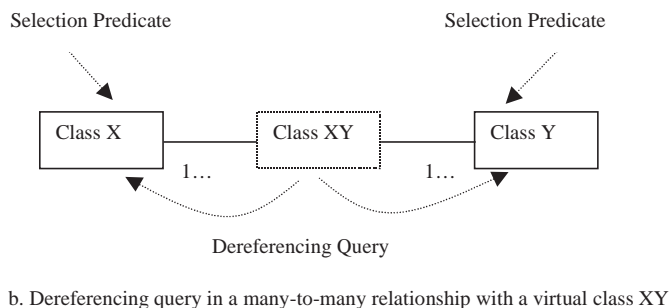 Selection Predicate
Selection Predicate
Class X
Class XY
Class Y
1…
1…
Dereferencing Query
b. Dereferencing query in a many-to-many relationship with a virtual class XY